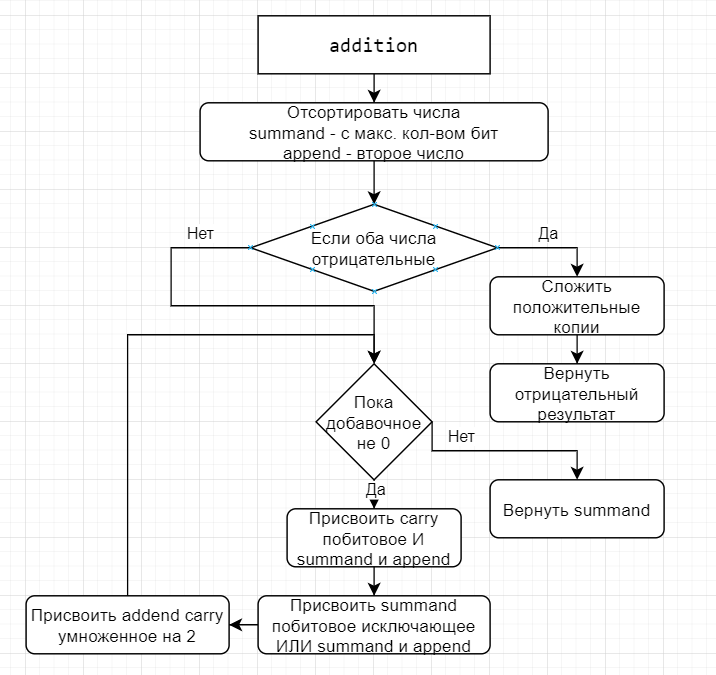 addition
Отсортировать числа
summand - с макс. кол-вом бит
append - второе число
Если оба числа
отрицательные
Нет
Да
Сложить
положительные
копии
Вернуть
отрицательный
результат
Пока
добавочное
не 0
Нет
Да
Вернуть summand
Присвоить carry
побитовое И
summand и append
Присвоить summand
побитовое исключающее
ИЛИ summand и append
Присвоить addend carry
умноженное на 2